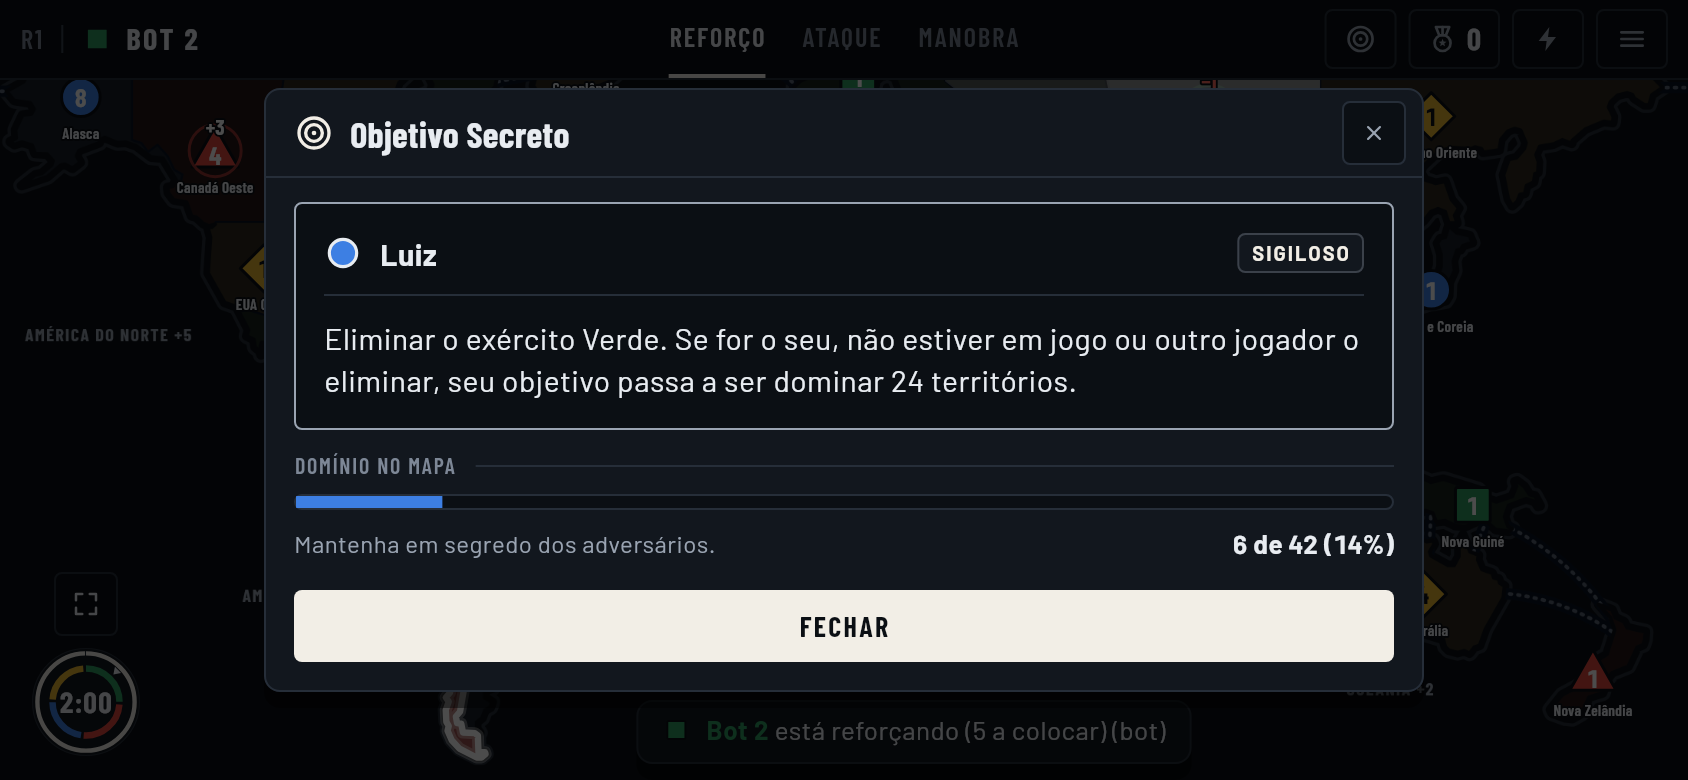 R1
BOT 2
REFORÇO
ATAQUE
MANOBRA
0
8
Alasca
+3
4
Canadá Oeste
EUA
AMÉRICA DO NORTE +5
Objetivo Secreto
Luiz
SIGILOSO
Eliminar o exército Verde. Se for o seu, não estiver em jogo ou outro jogador o
eliminar, seu objetivo passa a ser dominar 24 territórios.
DOMÍNIO NO MAPA
Mantenha em segredo dos adversários.
6 de 42 (14%)
FECHAR
1
Oriente
1
e Coreia
1
Nova Guiné
1
Nova Zelândia
2:00
Bot 2 está reforçando (5 a colocar) (bot)